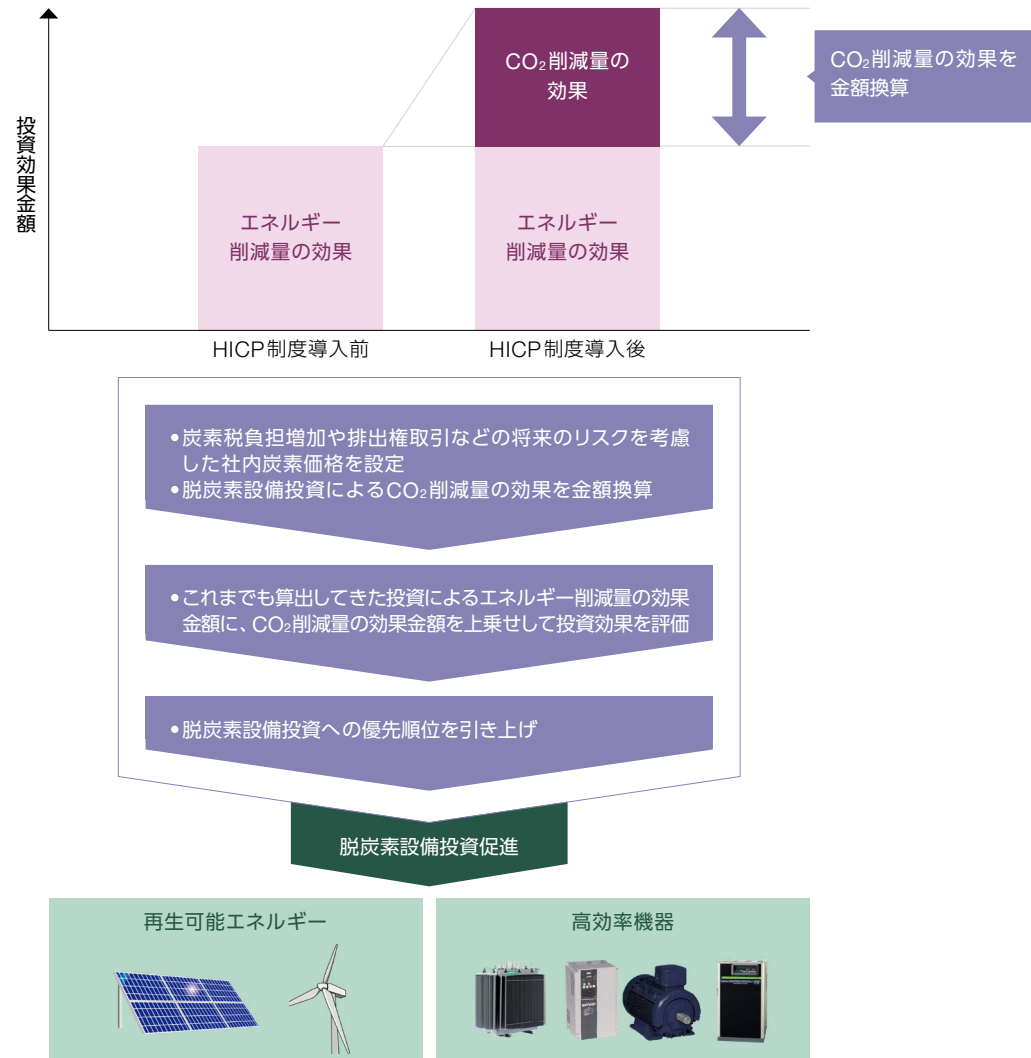 CO₂削減量の
効果
CO₂削減量の効果を
金額換算
投資効果金額
エネルギー
削減量の効果
エネルギー
削減量の効果
HICP制度導入前
HICP制度導入後
•炭素税負担増加や排出権取引などの将来のリスクを考慮
した社内炭素価格を設定
•脱炭素設備投資によるCO₂削減量の効果を金額換算
•これまでも算出してきた投資によるエネルギー削減量の効果
金額に、CO₂削減量の効果金額を上乗せして投資効果を評価
•脱炭素設備投資への優先順位を引き上げ
脱炭素設備投資促進
再生可能エネルギー
高効率機器